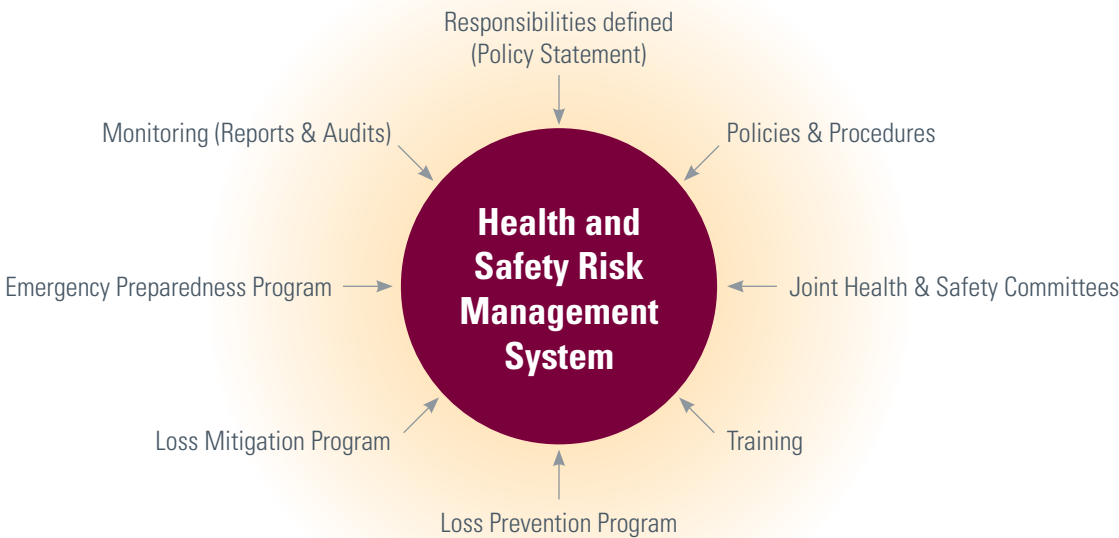 Responsibilities defined
(Policy Statement)
Monitoring (Reports & Audits)
Policies & Procedures
Health and
Safety Risk
Management
System
Emergency Preparedness Program
Joint Health & Safety Committees
Loss Mitigation Program
Training
Loss Prevention Program